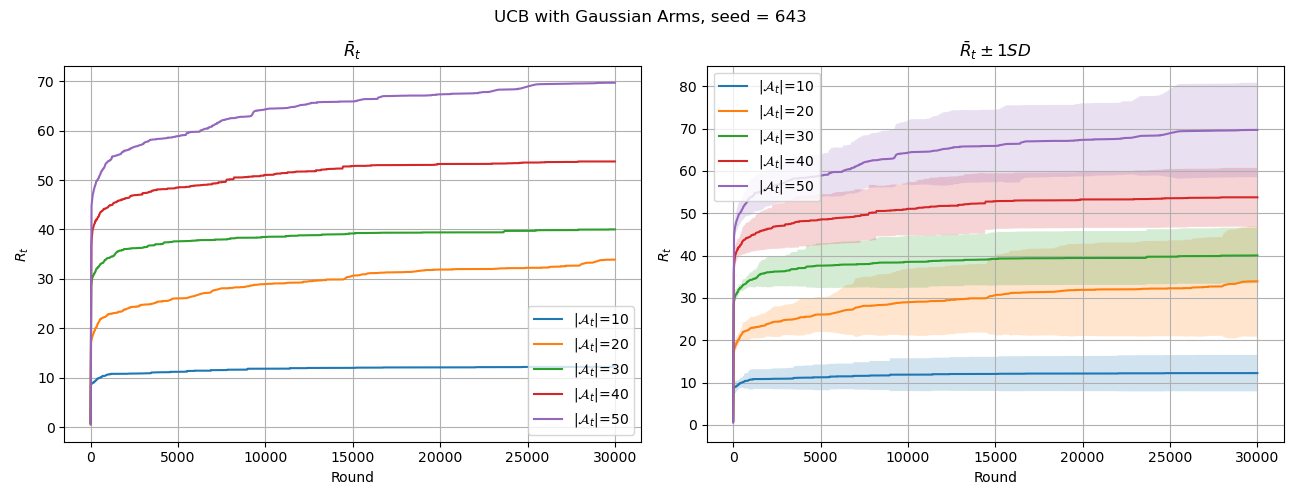 UCB with Gaussian Arms, seed = 643
R̄ₜ
70
60
50
40
30
20
10
0
Rₜ
0 5000 10000 15000 20000 25000 30000
Round
|𝒜ₜ|=10
|𝒜ₜ|=20
|𝒜ₜ|=30
|𝒜ₜ|=40
|𝒜ₜ|=50
R̄ₜ ± 1SD
80
70
60
50
40
30
20
10
0
Rₜ
0 5000 10000 15000 20000 25000 30000
Round
|𝒜ₜ|=10
|𝒜ₜ|=20
|𝒜ₜ|=30
|𝒜ₜ|=40
|𝒜ₜ|=50